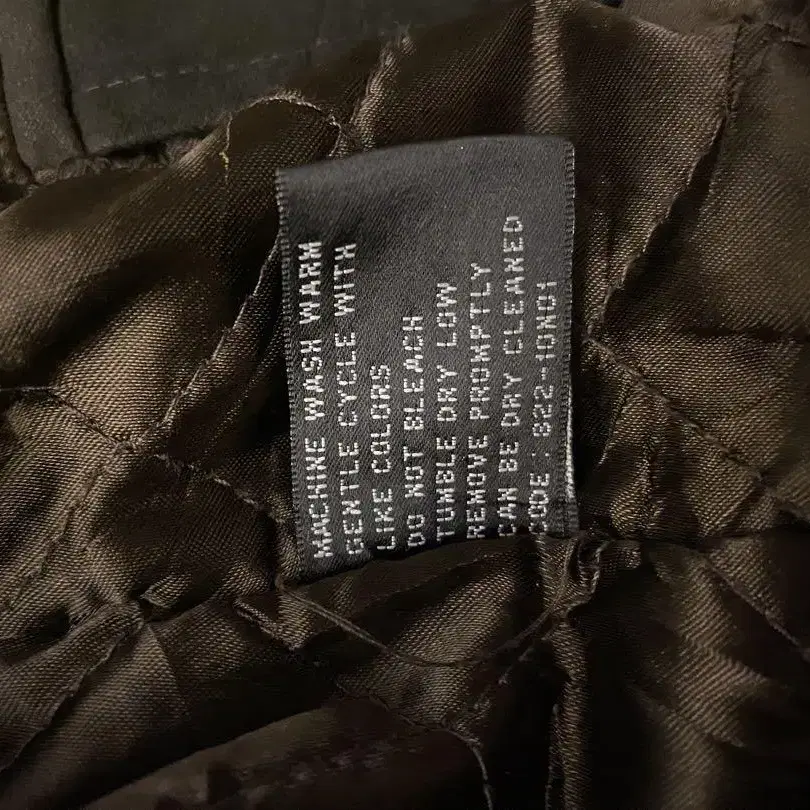 MACHINE WASH WARM
GENTLE CYCLE WITH
LIKE COLORS
DO NOT BLEACH
TUMBLE DRY LOW
REMOVE PROMPTLY
CAN BE DRY CLEANED
CODE : 822-10N01